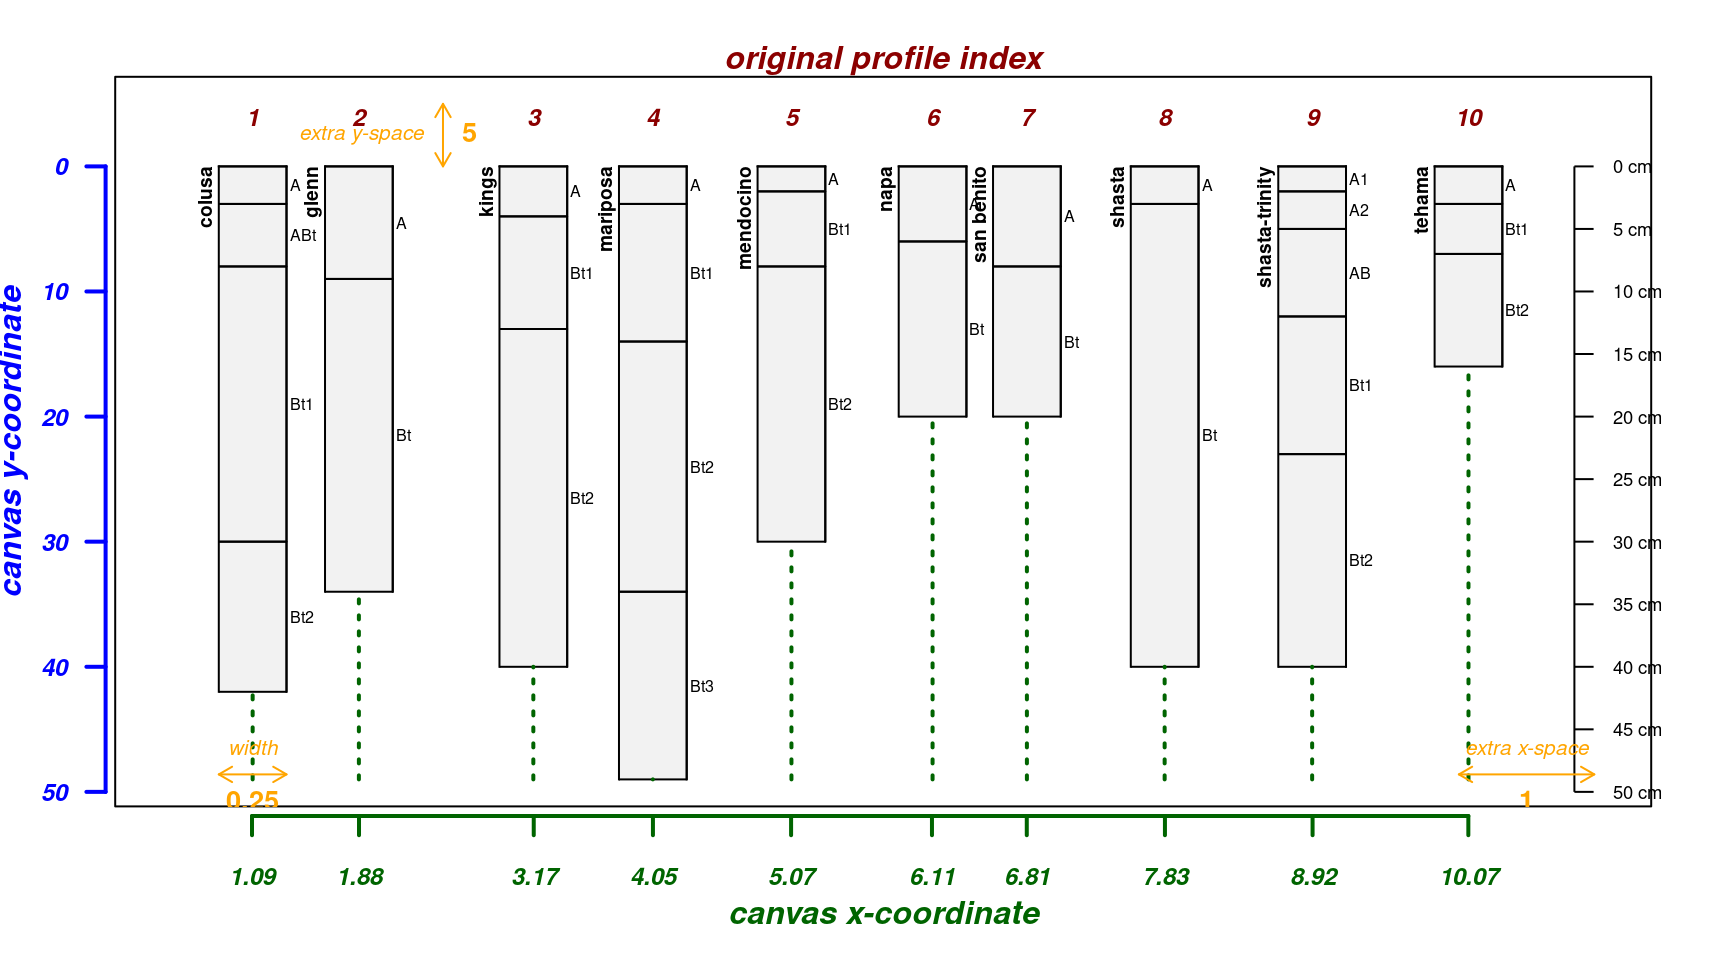 original profile index
1 2 3 4 5 6 7 8 9 10
extra y-space 5
canvas y-coordinate
0
10
20
30
40
50
colusa
A
ABt
Bt1
Bt2
glenn
A
Bt
kings
A
Bt1
Bt2
mariposa
A
Bt1
Bt2
Bt3
mendocino
A
Bt1
Bt2
napa
A
Bt
san benito
A
Bt
shasta
A
Bt
shasta-trinity
A1
A2
AB
Bt1
Bt2
tehama
A
Bt1
Bt2
0 cm
5 cm
10 cm
15 cm
20 cm
25 cm
30 cm
35 cm
40 cm
45 cm
50 cm
width
0.25
extra x-space
1
1.09 1.88 3.17 4.05 5.07 6.11 6.81 7.83 8.92 10.07
canvas x-coordinate